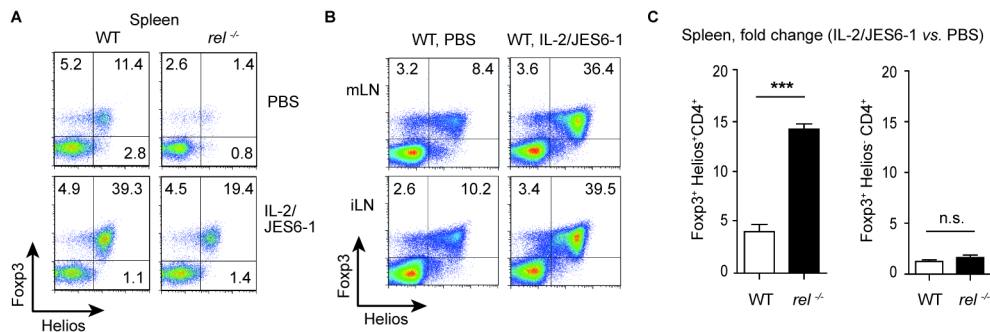 A
Spleen
WT
rel -/-
5.2
11.4
2.6
1.4
2.8
0.8
PBS
4.9
39.3
4.5
19.4
1.1
1.4
IL-2/
JES6-1
Foxp3
Helios
B
WT, PBS
WT, IL-2/JES6-1
mLN
3.2
8.4
3.6
36.4
iLN
2.6
10.2
3.4
39.5
Foxp3
Helios
C
Spleen, fold change (IL-2/JES6-1 vs. PBS)
Foxp3⁺ Helios⁺CD4⁺
20
15
10
5
0
***
WT
rel -/-
Foxp3⁺ Helios⁻ CD4⁺
20
15
10
5
0
n.s.
WT
rel -/-